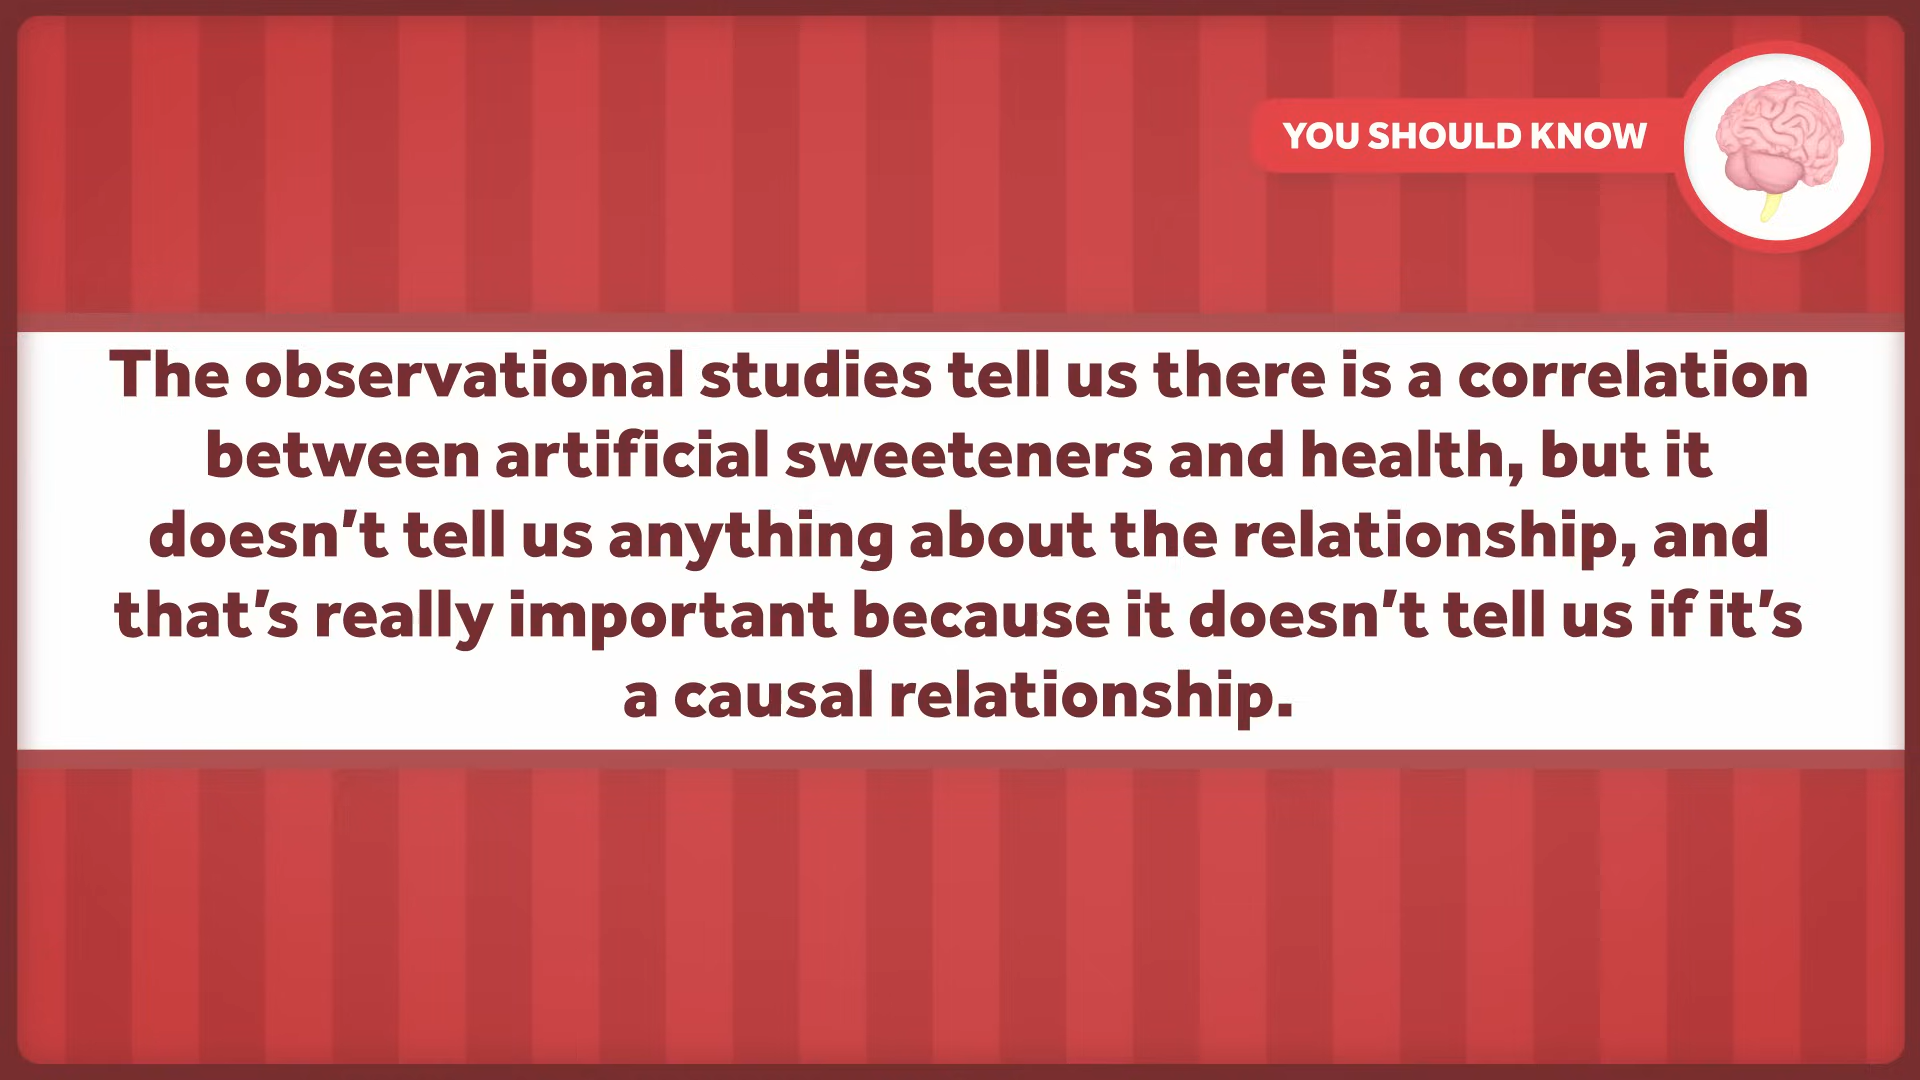 YOU SHOULD KNOW
The observational studies tell us there is a correlation
between artificial sweeteners and health, but it
doesn’t tell us anything about the relationship, and
that’s really important because it doesn’t tell us if it’s
a causal relationship.